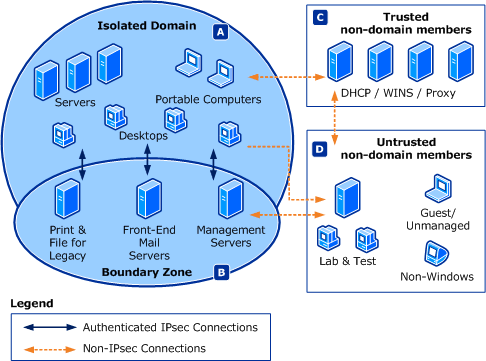 Isolated Domain
A
Servers
Portable Computers
Desktops
Print &
File for
Legacy
Front-End
Mail
Servers
Management
Servers
Boundary Zone
B
C
Trusted
non-domain members
DHCP / WINS / Proxy
D
Untrusted
non-domain members
Guest/
Unmanaged
Lab & Test
Non-Windows
Legend
Authenticated IPsec Connections
Non-IPsec Connections